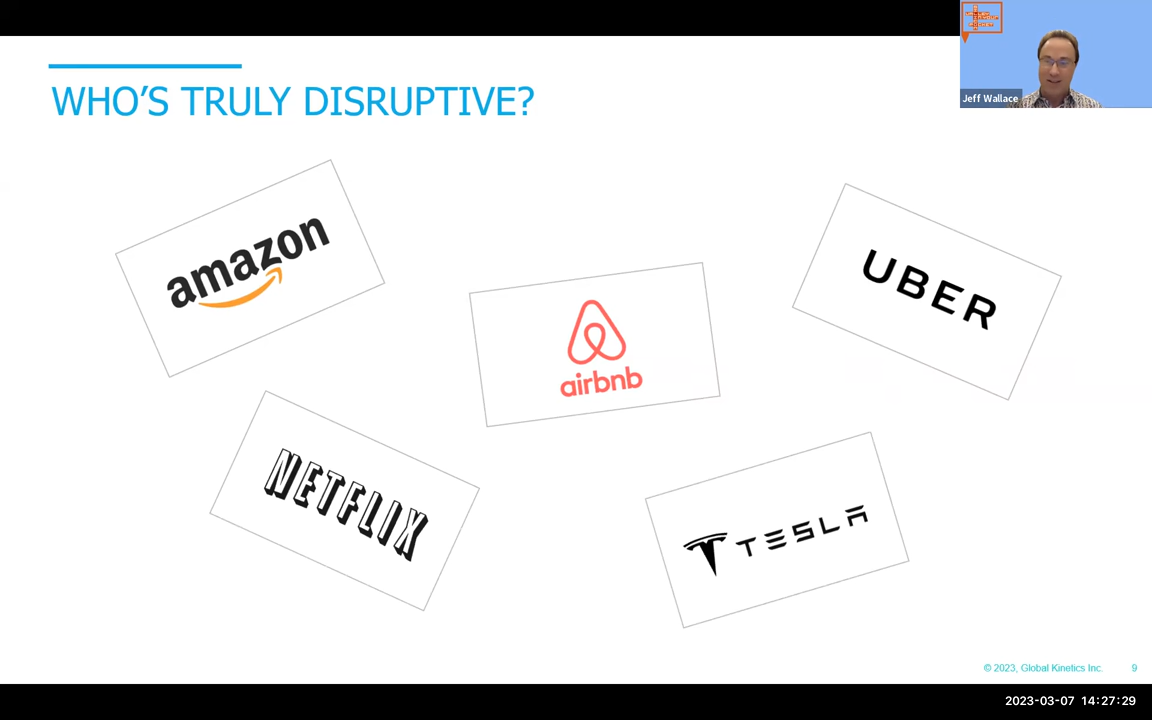 Jeff Wallace
WHO'S TRULY DISRUPTIVE?
amazon
airbnb
UBER
NETFLIX
TESLA
© 2023, Global Kinetics Inc. 9
2023-03-07 14:27:29